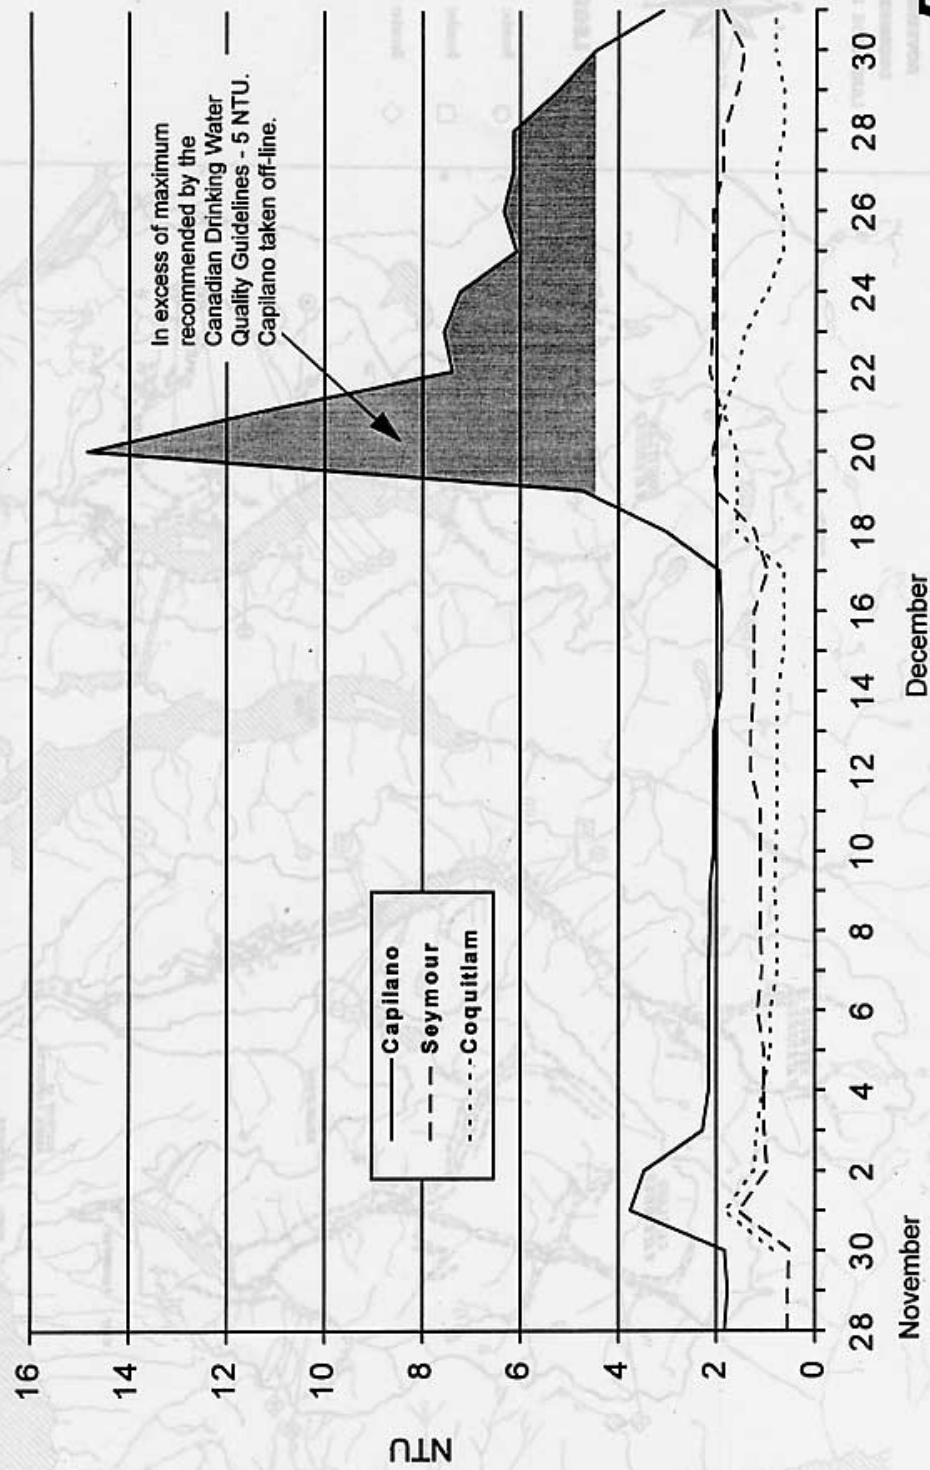 In excess of maximum
recommended by the
Canadian Drinking Water
Quality Guidelines - 5 NTU.
Capilano taken off-line.
Capilano
Seymour
Coquitlam
NTU
16
14
12
10
8
6
4
2
0
28 30 2 4 6 8 10 12 14 16 18 20 22 24 26 28 30
November December